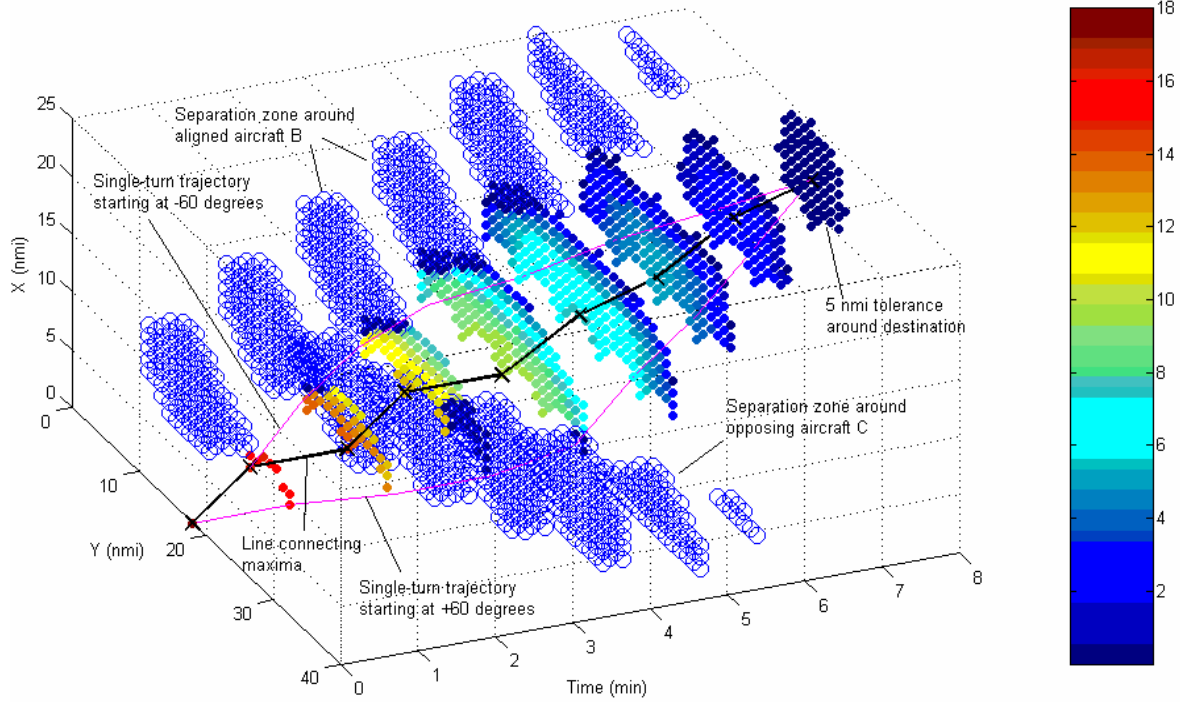 18
16
14
12
10
8
6
4
2
25
20
15
10
5
0
X (nmi)
0
10
20
30
40
Y (nmi)
0
1
2
3
4
5
6
7
8
Time (min)
Separation zone around
aligned aircraft B
Single-turn trajectory
starting at -60 degrees
5 nmi tolerance
around destination
Separation zone around
opposing aircraft C
Line connecting
maxima
Single-turn trajectory
starting at +60 degrees